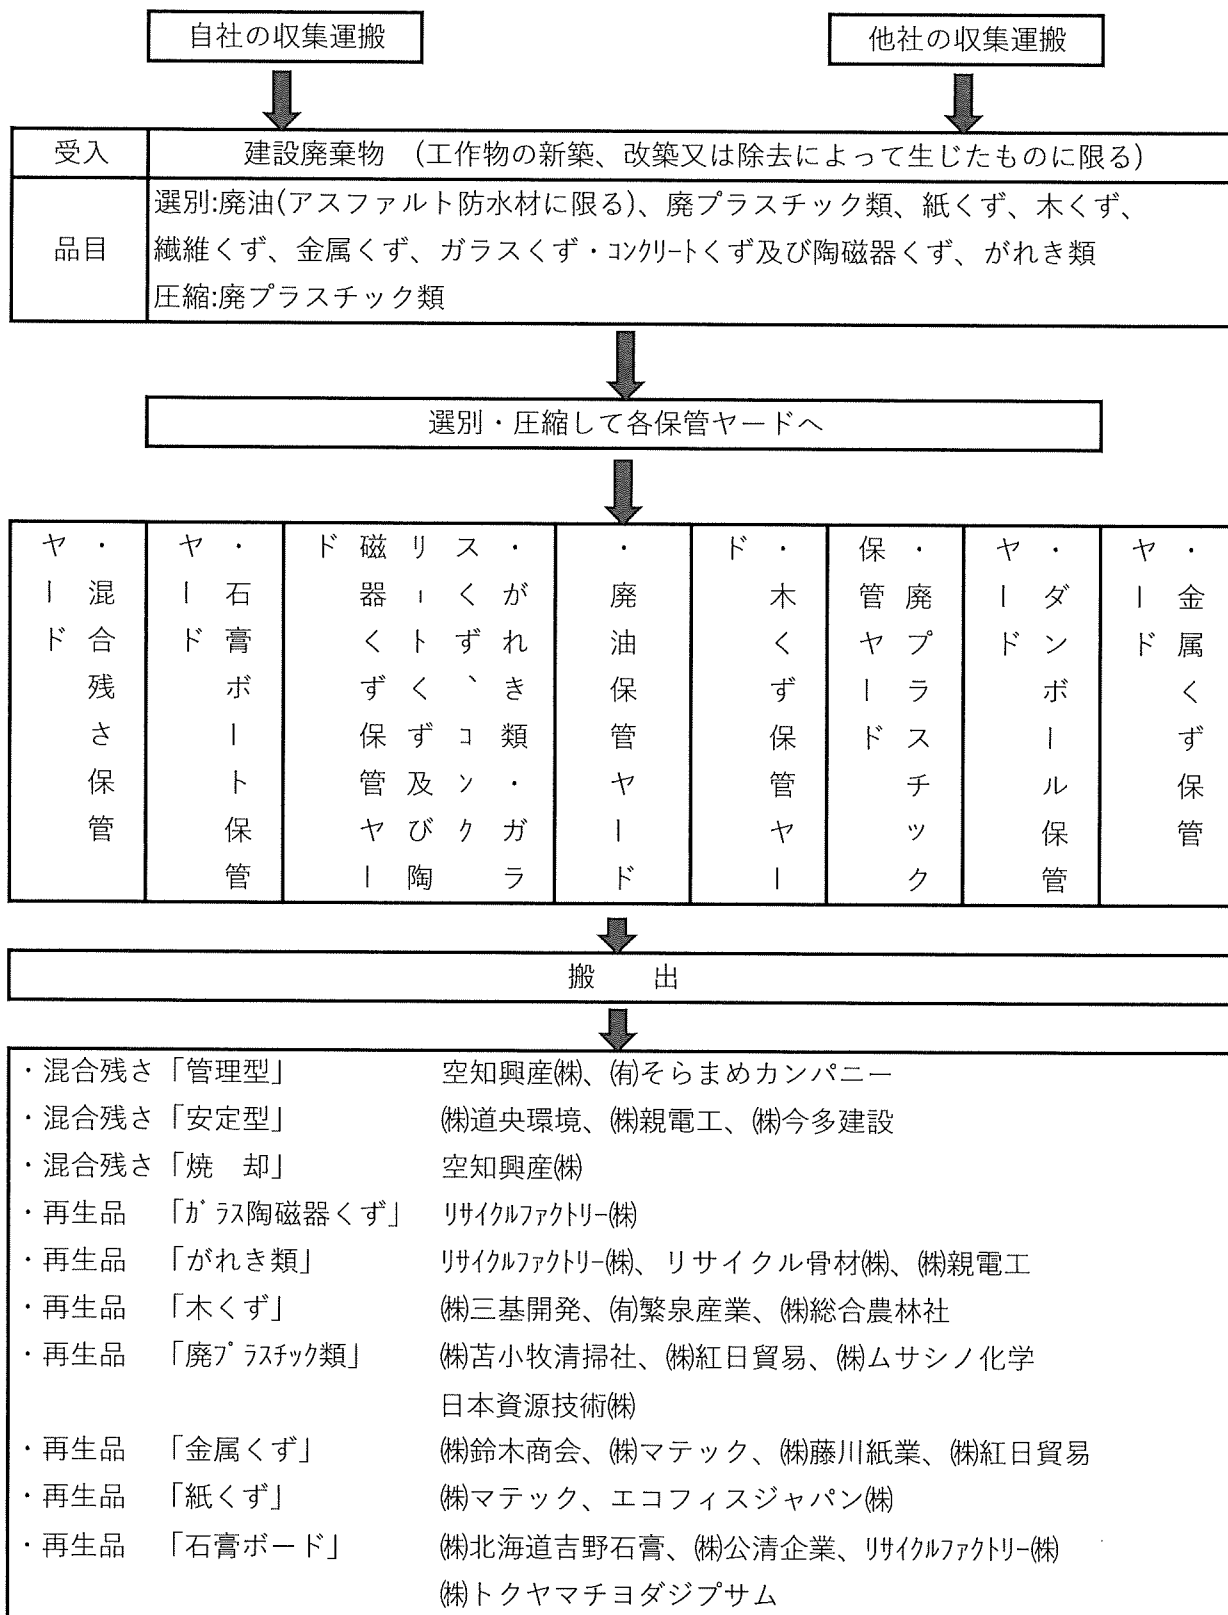 自社の収集運搬
他社の収集運搬
受入
品目
建設廃棄物　(工作物の新築、改築又は除去によって生じたものに限る)
選別:廃油(アスファルト防水材に限る)、廃プラスチック類、紙くず、木くず、
繊維くず、金属くず、ガラスくず・ｺﾝｸﾘｰﾄくず及び陶磁器くず、がれき類
圧縮:廃プラスチック類
選別・圧縮して各保管ヤードへ
・金属くず保管
ヤード
・ダンボール保管
ヤード
・廃プラスチック
保管ヤード
・木くず保管ヤー
ド
・廃油保管ヤード
・がれき類・ガラ
スくず、ｺﾝｸ
ﾘｰﾄくず及び陶
磁器くず保管ヤー
ド
・石膏ボート保管
ヤード
・混合残さ保管
ヤード
搬　出
・混合残さ「管理型」　空知興産㈱、㈲そらまめカンパニー
・混合残さ「安定型」　㈱道央環境、㈱親電工、㈱今多建設
・混合残さ「焼　却」　空知興産㈱
・再生品　「ｶﾞﾗｽ陶磁器くず」　ﾘｻｲｸﾙﾌｧｸﾄﾘｰ㈱
・再生品　「がれき類」　ﾘｻｲｸﾙﾌｧｸﾄﾘｰ㈱、リサイクル骨材㈱、㈱親電工
・再生品　「木くず」　㈱三基開発、㈲繁泉産業、㈱総合農林社
・再生品　「廃ﾌﾟﾗｽﾁｯｸ類」　㈱苫小牧清掃社、㈱紅日貿易、㈱ムサシノ化学
日本資源技術㈱
・再生品　「金属くず」　㈱鈴木商会、㈱マテック、㈱藤川紙業、㈱紅日貿易
・再生品　「紙くず」　㈱マテック、エコフィスジャパン㈱
・再生品　「石膏ボード」　㈱北海道吉野石膏、㈱公清企業、ﾘｻｲｸﾙﾌｧｸﾄﾘｰ㈱
㈱トクヤマチヨダジプサム